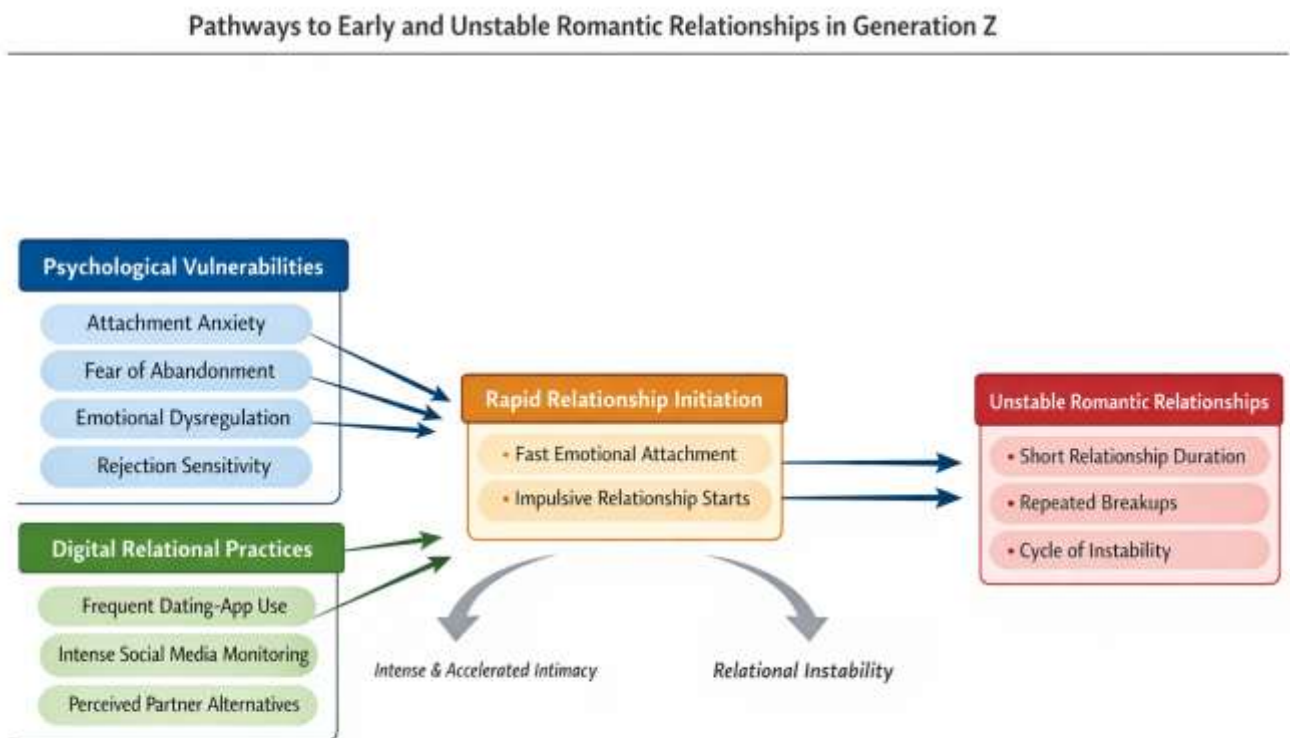 Pathways to Early and Unstable Romantic Relationships in Generation Z
Psychological Vulnerabilities
Attachment Anxiety
Fear of Abandonment
Emotional Dysregulation
Rejection Sensitivity
Digital Relational Practices
Frequent Dating-App Use
Intense Social Media Monitoring
Perceived Partner Alternatives
Rapid Relationship Initiation
• Fast Emotional Attachment
• Impulsive Relationship Starts
Intense & Accelerated Intimacy
Relational Instability
Unstable Romantic Relationships
• Short Relationship Duration
• Repeated Breakups
• Cycle of Instability